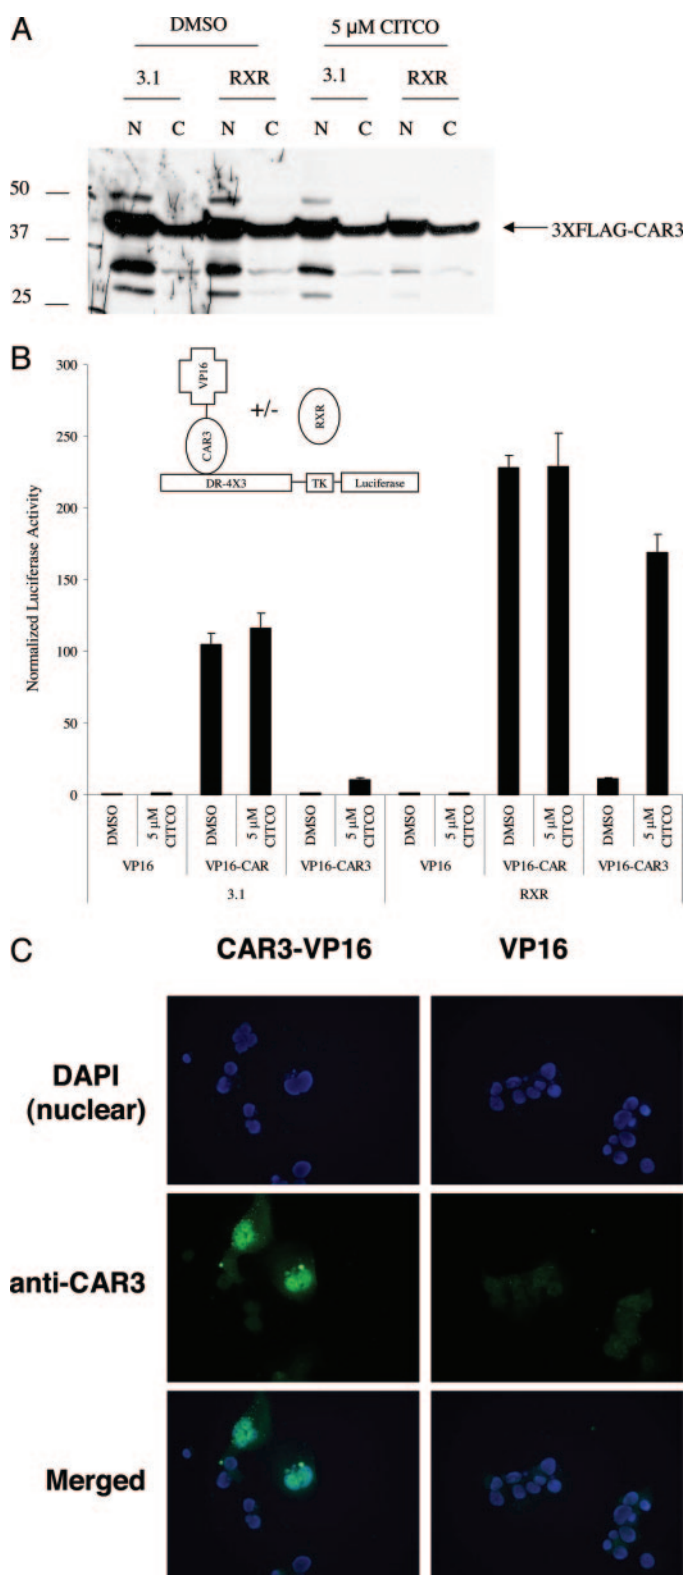 A
DMSO 5 µM CITCO
3.1 RXR 3.1 RXR
N C N C N C N C
50
37
25
3XFLAG-CAR3
B
300
250
200
150
100
50
0
Normalized Luciferase Activity
VP16
CAR3
+/-
RXR
DR-4X3 TK Luciferase
DMSO 5 µM CITCO DMSO 5 µM CITCO DMSO 5 µM CITCO DMSO 5 µM CITCO DMSO 5 µM CITCO DMSO 5 µM CITCO
VP16 VP16-CAR VP16-CAR3 VP16 VP16-CAR VP16-CAR3
3.1 RXR
C
CAR3-VP16 VP16
DAPI
(nuclear)
anti-CAR3
Merged